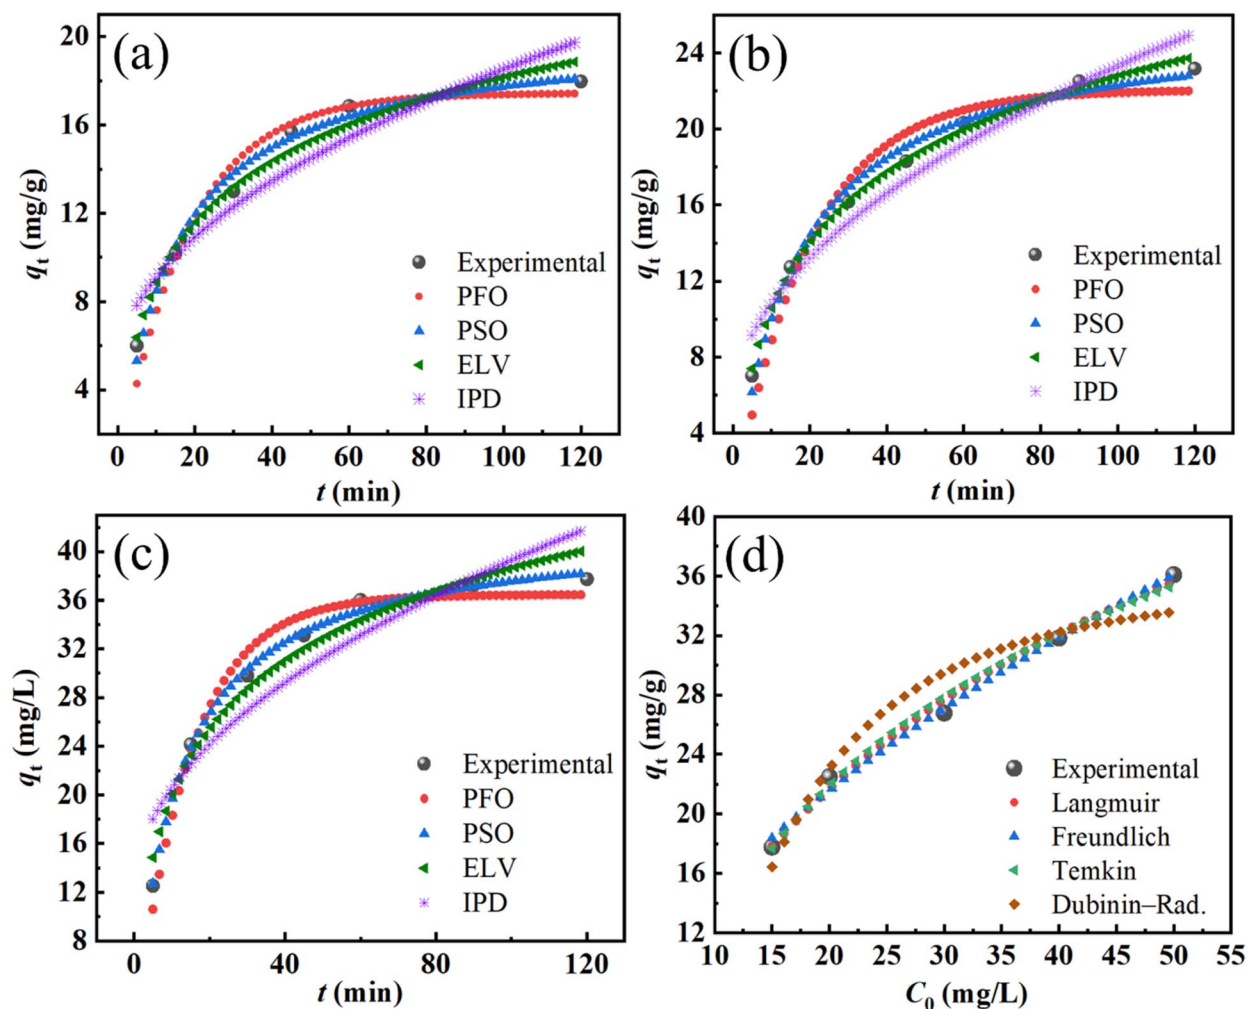 (a)
20
16
12
8
4
qt (mg/g)
Experimental
PFO
PSO
ELV
IPD
0 20 40 60 80 100 120
t (min)
(b)
24
20
16
12
8
4
qt (mg/g)
Experimental
PFO
PSO
ELV
IPD
0 20 40 60 80 100 120
t (min)
(c)
40
36
32
28
24
20
16
12
8
qt (mg/L)
Experimental
PFO
PSO
ELV
IPD
0 40 80 120
t (min)
(d)
40
36
32
28
24
20
16
12
qt (mg/g)
Experimental
Langmuir
Freundlich
Temkin
Dubinin–Rad.
10 15 20 25 30 35 40 45 50 55
C0 (mg/L)